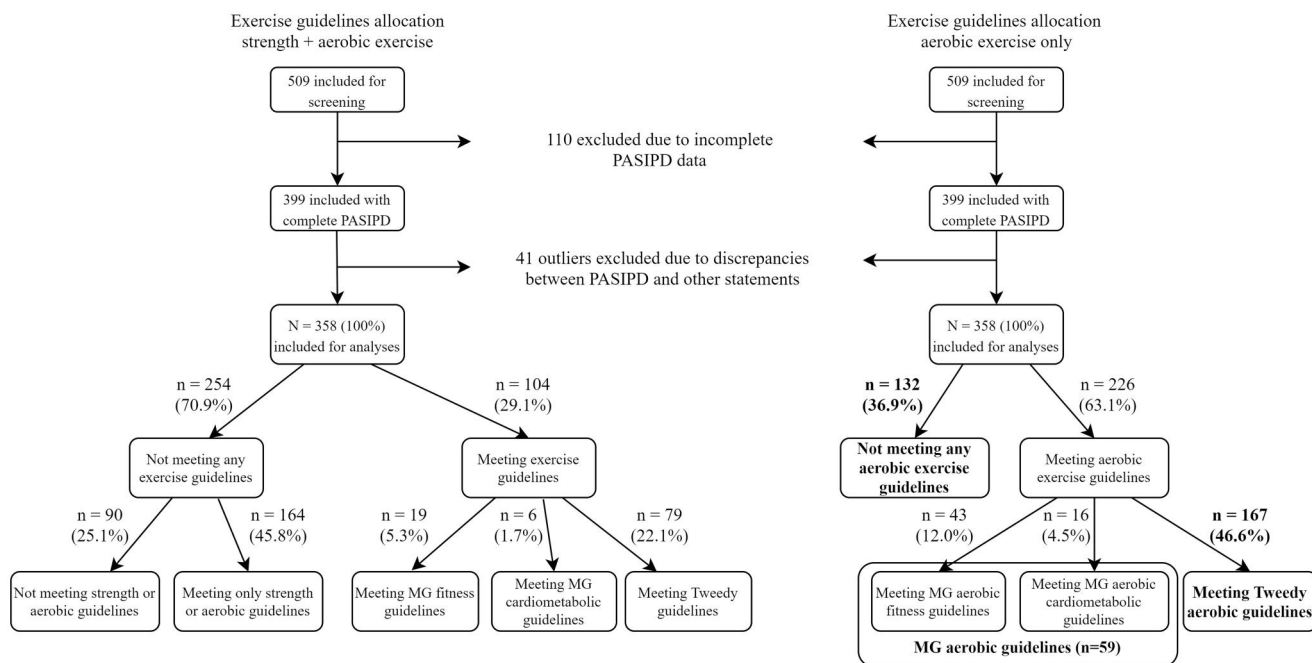 Exercise guidelines allocation
strength + aerobic exercise
509 included for
screening
110 excluded due to incomplete
PASIPD data
399 included with
complete PASIPD
41 outliers excluded due to discrepancies
between PASIPD and other statements
N = 358 (100%)
included for analyses
n = 254
(70.9%)
n = 104
(29.1%)
Not meeting any
exercise guidelines
Meeting exercise
guidelines
n = 90
(25.1%)
n = 164
(45.8%)
n = 19
(5.3%)
n = 6
(1.7%)
n = 79
(22.1%)
Not meeting strength or
aerobic guidelines
Meeting only strength
or aerobic guidelines
Meeting MG fitness
guidelines
Meeting MG
cardiometabolic
guidelines
Meeting Tweedy
guidelines
Exercise guidelines allocation
aerobic exercise only
509 included for
screening
399 included with
complete PASIPD
N = 358 (100%)
included for analyses
n = 132
(36.9%)
n = 226
(63.1%)
Not meeting any
aerobic exercise
guidelines
Meeting aerobic
exercise guidelines
n = 43
(12.0%)
n = 16
(4.5%)
n = 167
(46.6%)
Meeting MG aerobic
fitness guidelines
Meeting MG aerobic
cardiometabolic
guidelines
Meeting Tweedy
aerobic guidelines
MG aerobic guidelines (n=59)